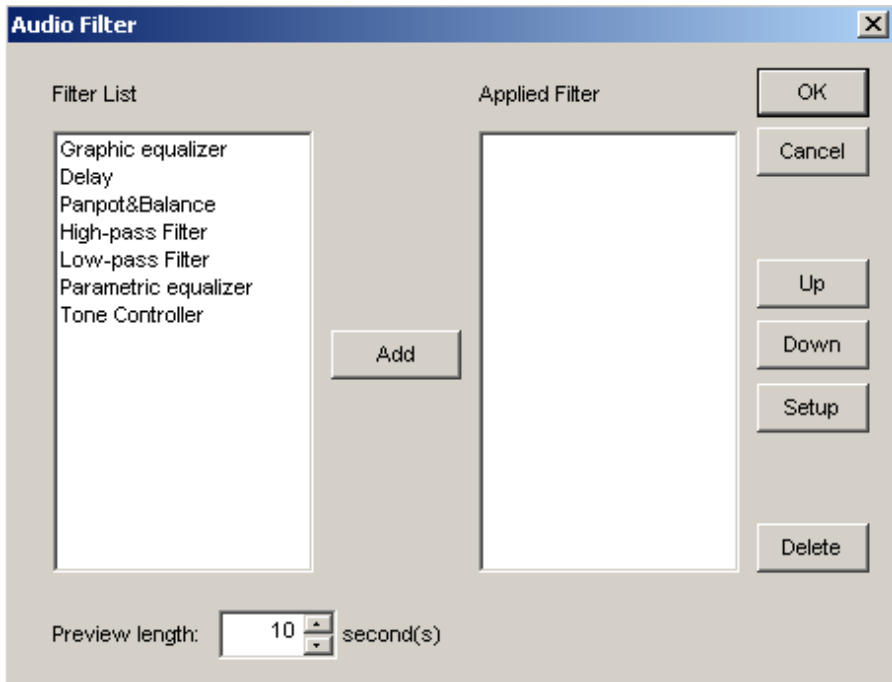 Audio Filter
Filter List
Applied Filter
OK
Cancel
Graphic equalizer
Delay
Panpot&Balance
High-pass Filter
Low-pass Filter
Parametric equalizer
Tone Controller
Add
Up
Down
Setup
Delete
Preview length: 10 second(s)